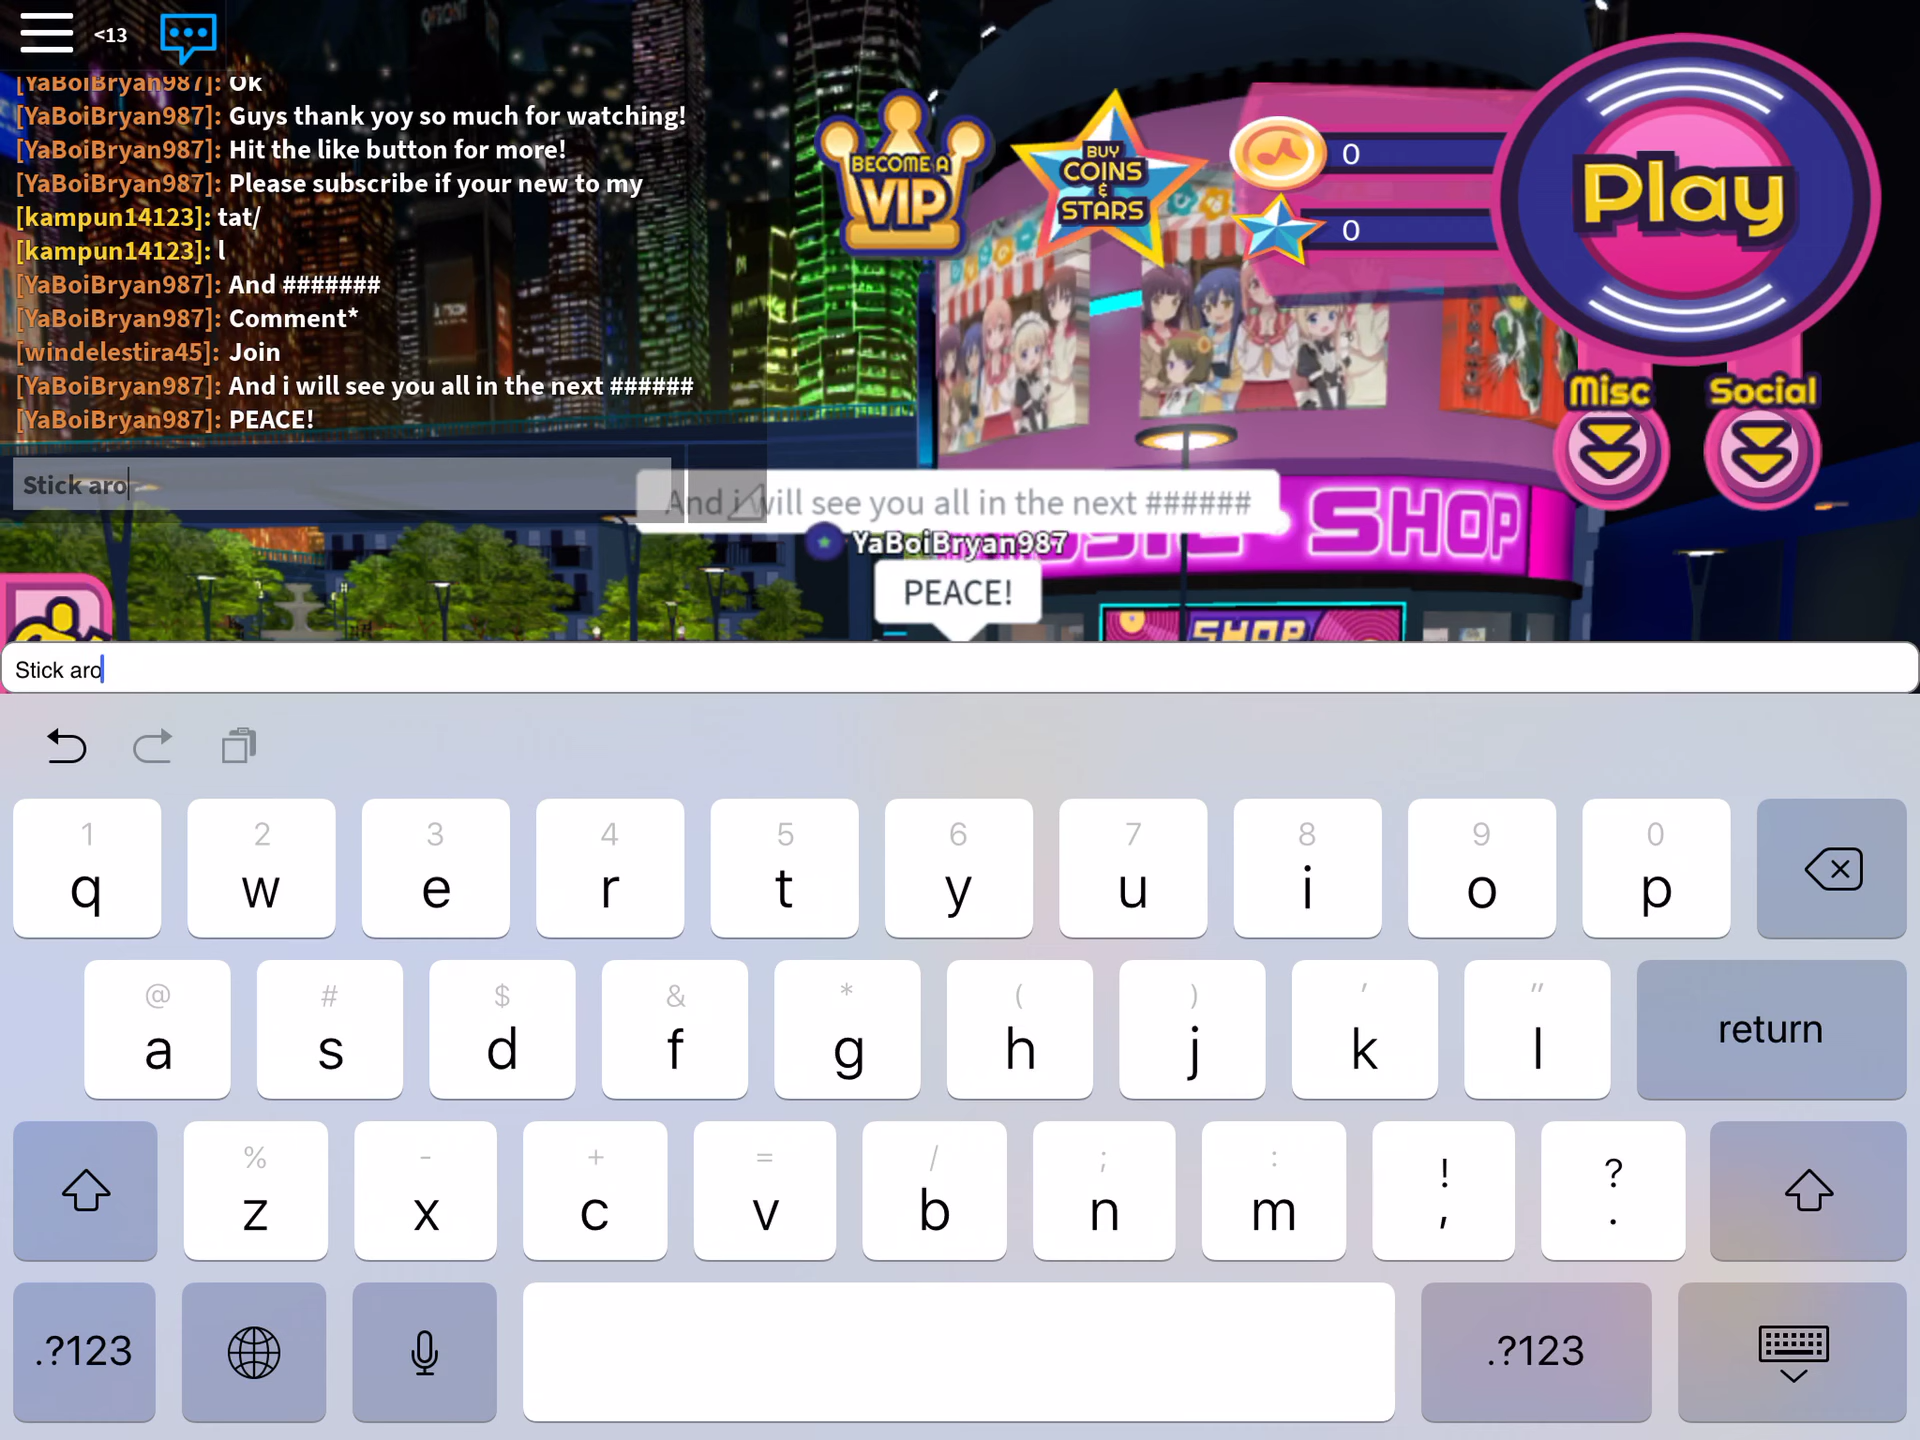 QFRONT
<13
[YaBoiBryan987]: Ok
[YaBoiBryan987]: Guys thank yoy so much for watching!
[YaBoiBryan987]: Hit the like button for more!
[YaBoiBryan987]: Please subscribe if your new to my
[kampun14123]: tat/
[kampun14123]: l
[YaBoiBryan987]: And #######
[YaBoiBryan987]: Comment*
[windelestira45]: Join
[YaBoiBryan987]: And i will see you all in the next ######
[YaBoiBryan987]: PEACE!
Stick aro
BECOME A
VIP
BUY
COINS
&
STARS
0
0
Play
Misc
Social
And i will see you all in the next ######
SHOP
YaBoiBryan987
PEACE!
SHOP
Stick aro
1 2 3 4 5 6 7 8 9 0
q w e r t y u i o p
@ # $ & * ( ) ' "
a s d f g h j k l return
% - + = / ; : ! ?
z x c v b n m , .
.?123 .?123